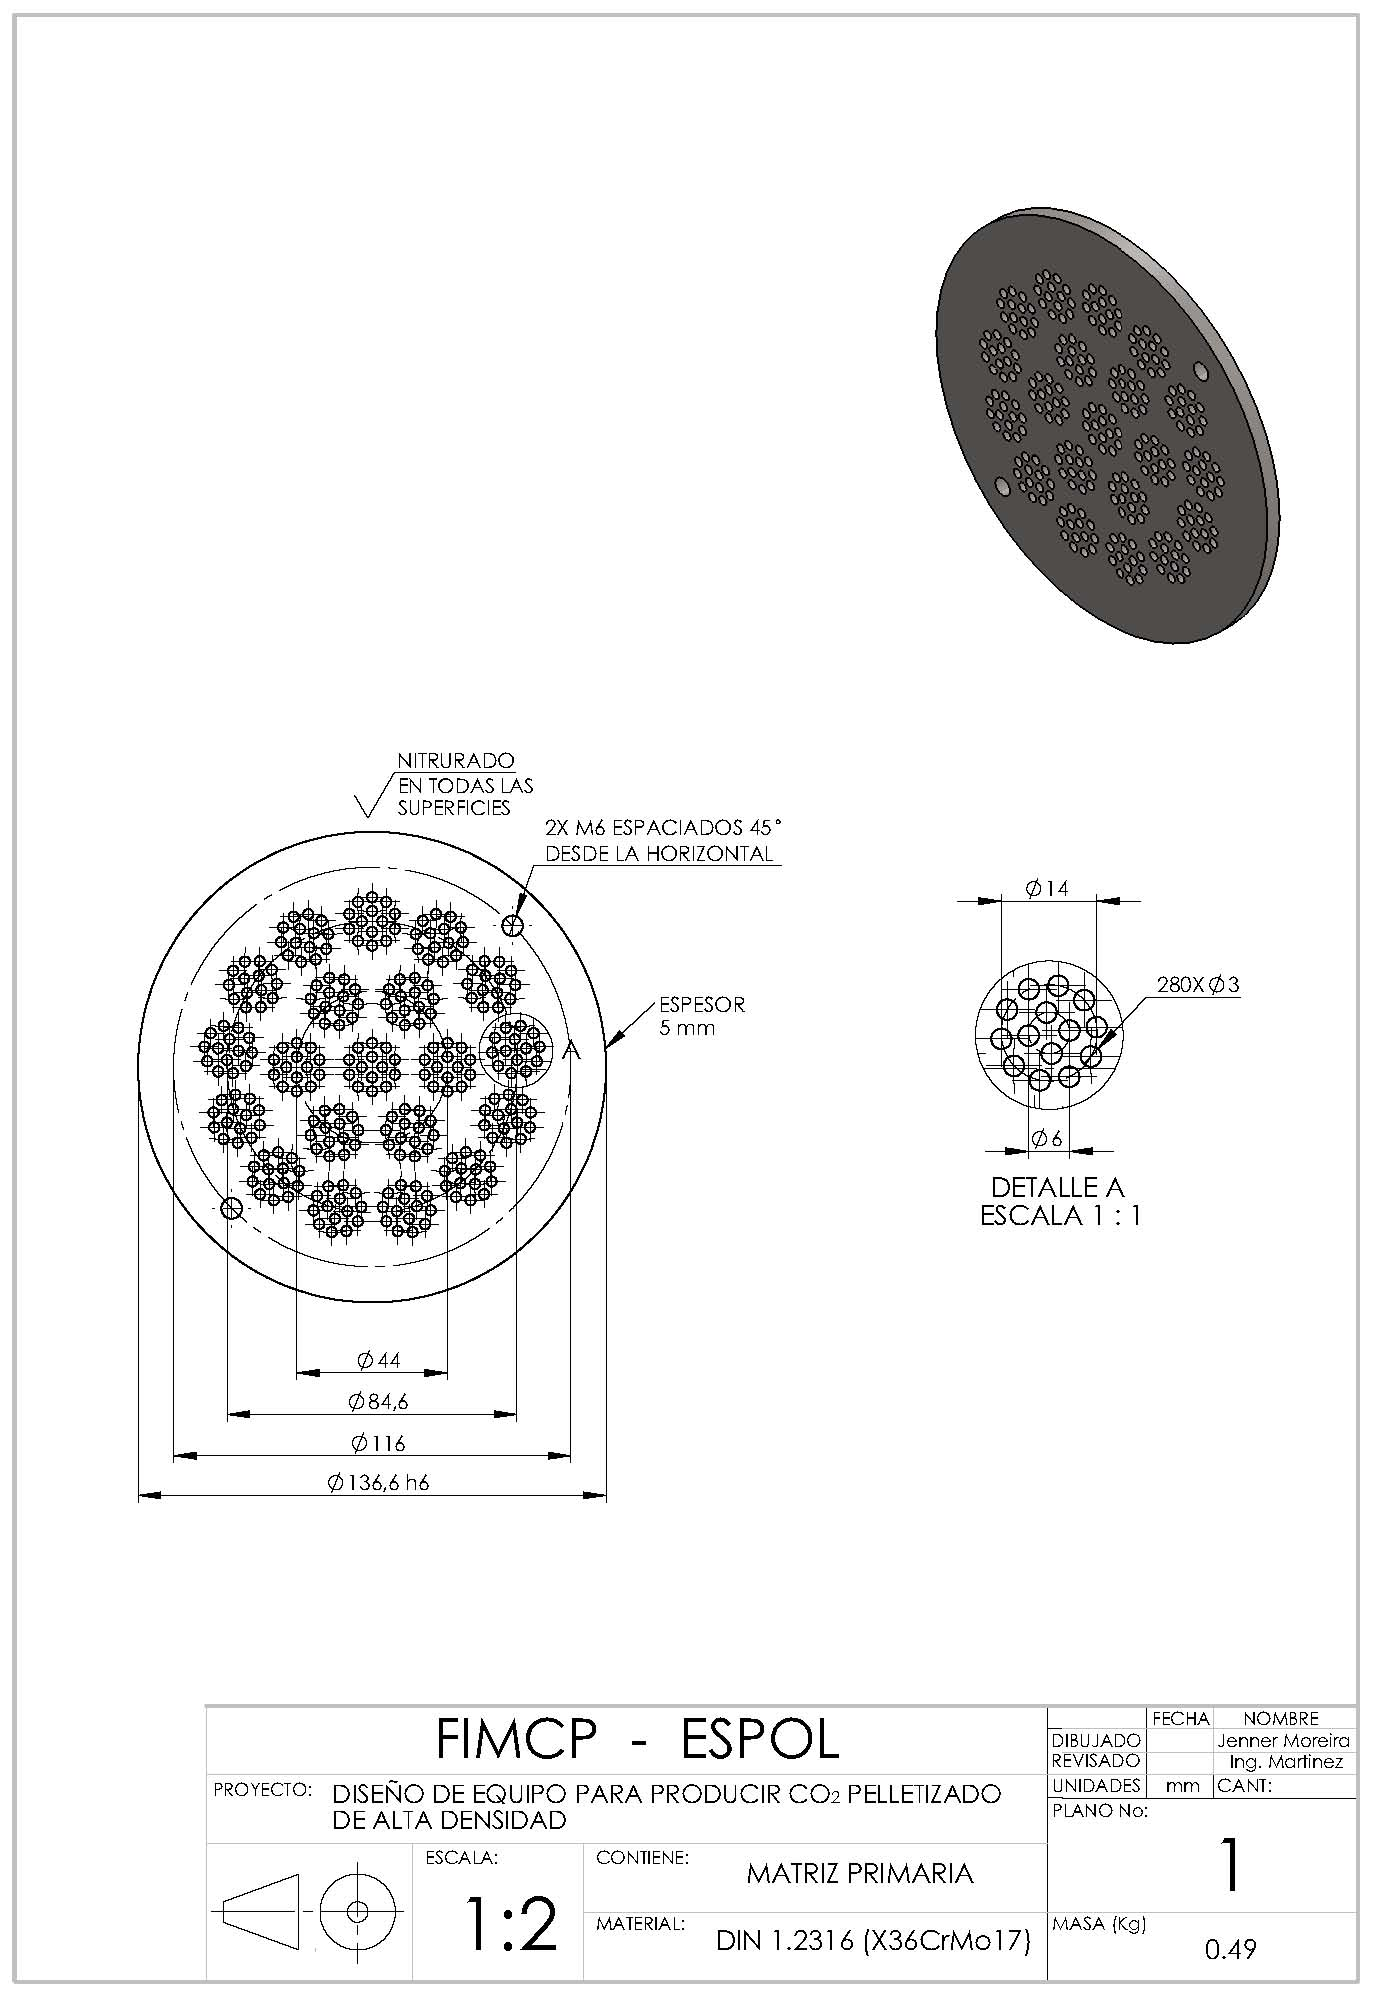 NITRURADO
EN TODAS LAS
SUPERFICIES
2X M6 ESPACIADOS 45°
DESDE LA HORIZONTAL
ESPESOR
5 mm
A
Ø44
Ø84,6
Ø116
Ø136,6 h6
Ø14
280X Ø3
Ø6
DETALLE A
ESCALA 1 : 1
FIMCP - ESPOL
PROYECTO: DISEÑO DE EQUIPO PARA PRODUCIR CO2 PELLETIZADO
DE ALTA DENSIDAD
ESCALA:
1:2
CONTIENE:
MATRIZ PRIMARIA
MATERIAL:
DIN 1.2316 (X36CrMo17)
FECHA NOMBRE
DIBUJADO Jenner Moreira
REVISADO Ing. Martinez
UNIDADES mm CANT:
PLANO No:
1
MASA (Kg)
0.49